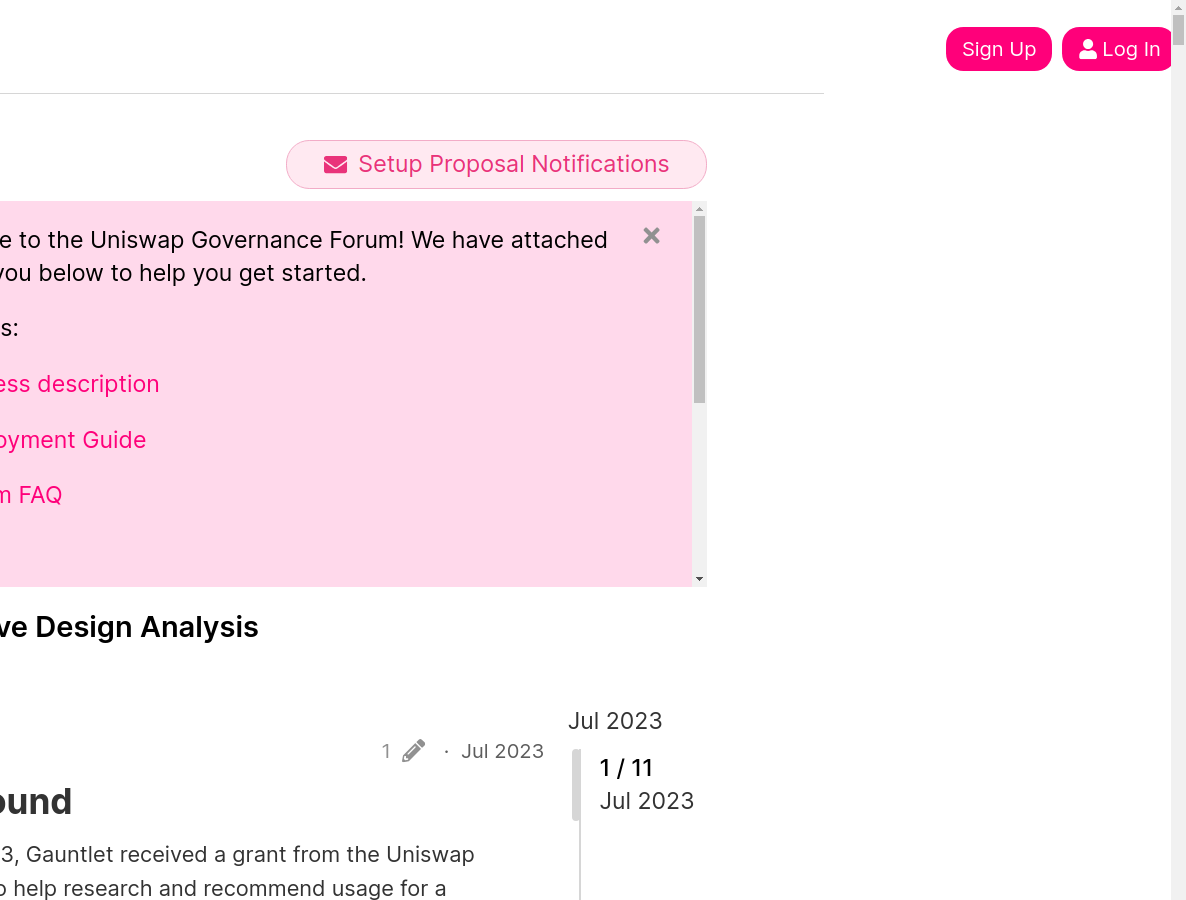 Sign Up
Log In
Setup Proposal Notifications
e to the Uniswap Governance Forum! We have attached
you below to help you get started.
s:
ess description
oyment Guide
m FAQ
ve Design Analysis
Jul 2023
1 · Jul 2023
1 / 11
Jul 2023
ound
3, Gauntlet received a grant from the Uniswap
o help research and recommend usage for a